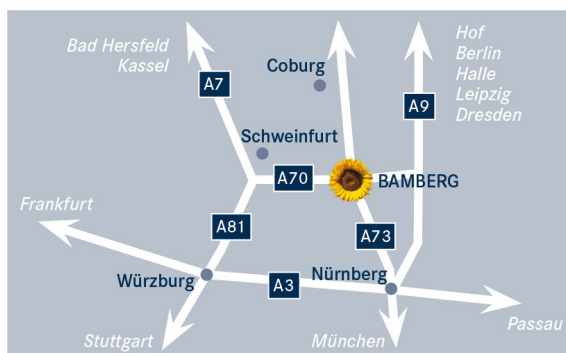 Bad Hersfeld
Kassel
Hof
Berlin
Halle
Leipzig
Dresden
Coburg
A7
A9
Schweinfurt
A70
BAMBERG
Frankfurt
A81
A73
Würzburg
A3
Nürnberg
Stuttgart
München
Passau